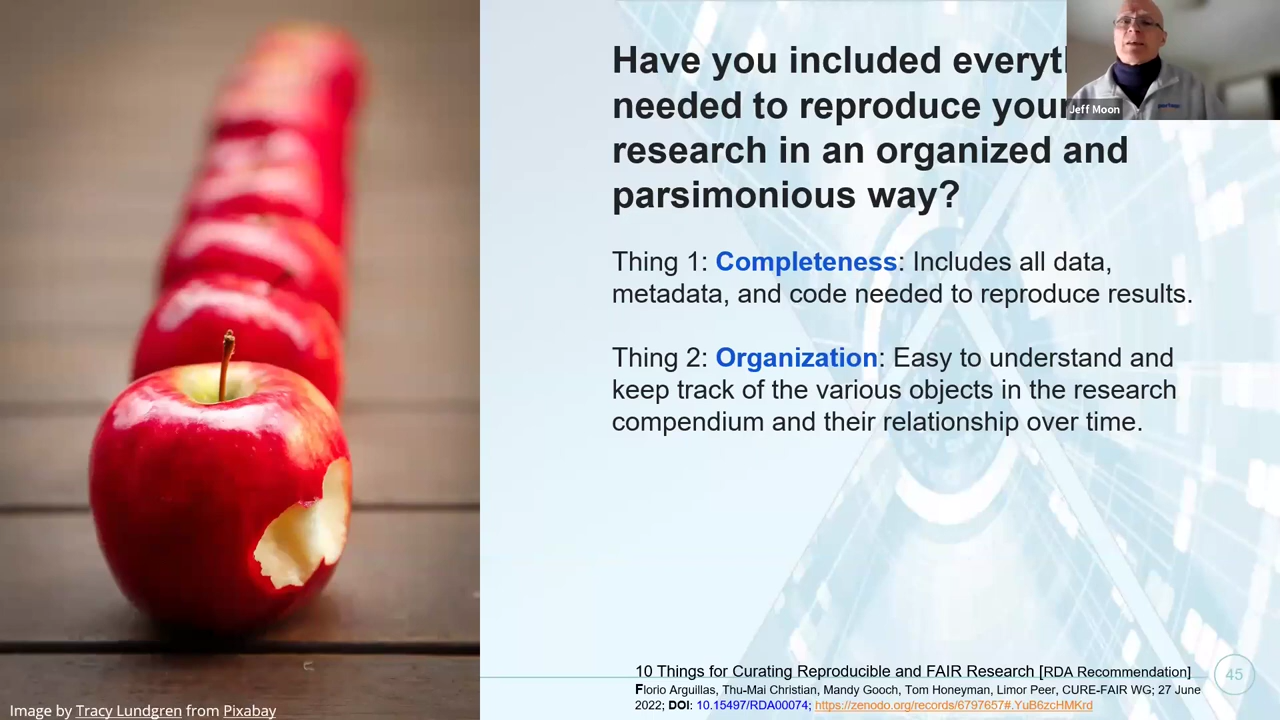 Have you included everyt
needed to reproduce your
research in an organized and
parsimonious way?
Jeff Moon
Thing 1: Completeness: Includes all data,
metadata, and code needed to reproduce results.
Thing 2: Organization: Easy to understand and
keep track of the various objects in the research
compendium and their relationship over time.
10 Things for Curating Reproducible and FAIR Research [RDA Recommendation]
Florio Arguillas, Thu-Mai Christian, Mandy Gooch, Tom Honeyman, Limor Peer, CURE-FAIR WG; 27 June
2022; DOI: 10.15497/RDA00074; https://zenodo.org/records/6797657#.YuB6zcHMKrd
45
Image by Tracy Lundgren from Pixabay